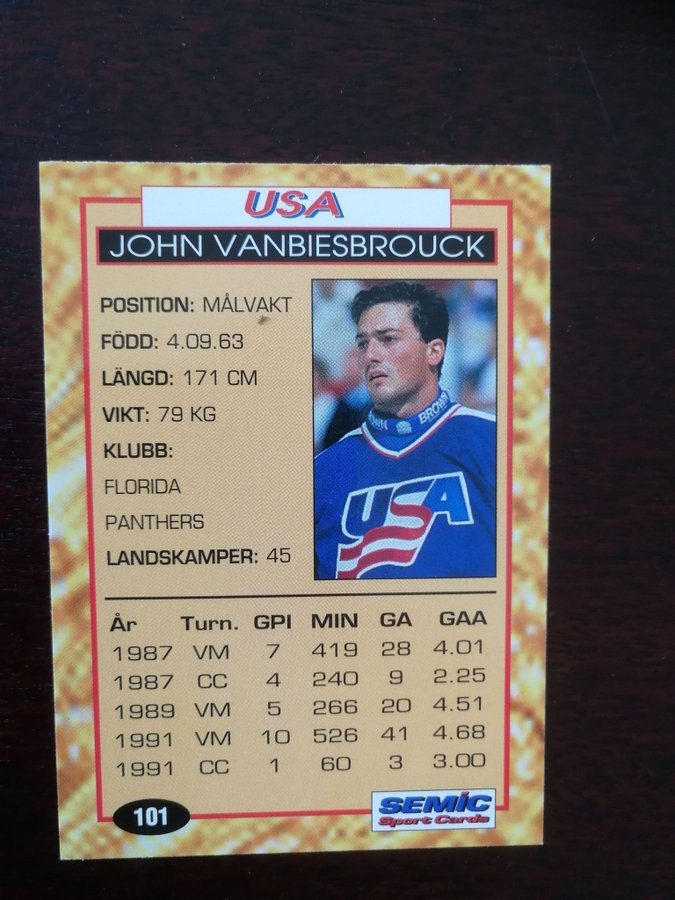 USA
JOHN VANBIESBROUCK
POSITION: MÅLVAKT
FÖDD: 4.09.63
LÄNGD: 171 CM
VIKT: 79 KG
KLUBB:
FLORIDA
PANTHERS
LANDSKAMPER: 45
BROWN
USA
År Turn. GPI MIN GA GAA
1987 VM 7 419 28 4.01
1987 CC 4 240 9 2.25
1989 VM 5 266 20 4.51
1991 VM 10 526 41 4.68
1991 CC 1 60 3 3.00
101
SEMIC
Sport Cards